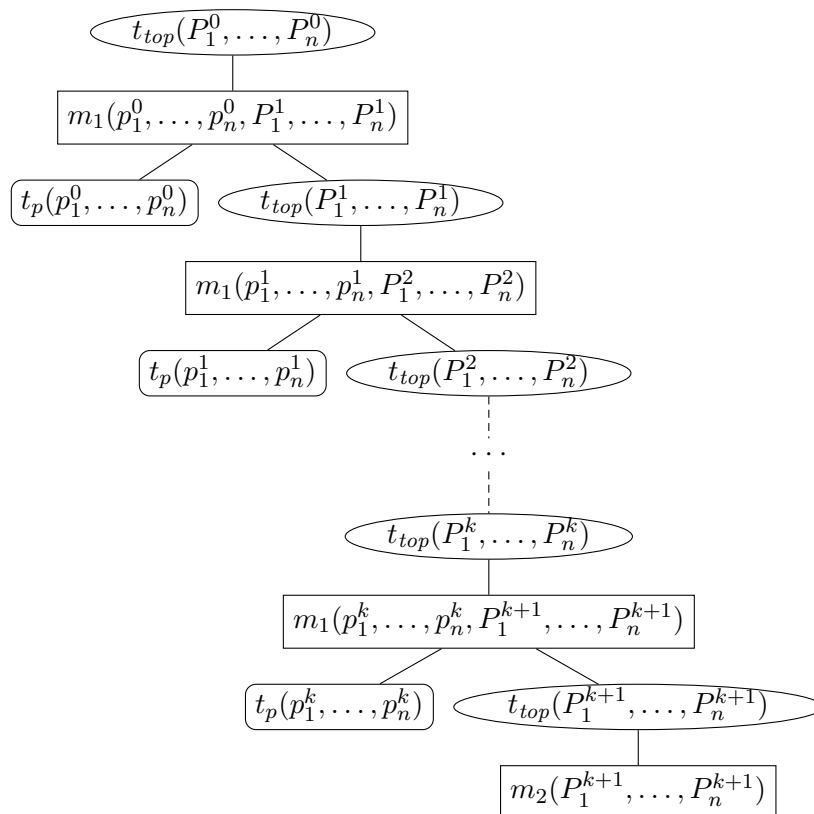 t_{top}(P_1^0, …, P_n^0)
m_1(p_1^0, …, p_n^0, P_1^1, …, P_n^1)
t_p(p_1^0, …, p_n^0) t_{top}(P_1^1, …, P_n^1)
m_1(p_1^1, …, p_n^1, P_1^2, …, P_n^2)
t_p(p_1^1, …, p_n^1) t_{top}(P_1^2, …, P_n^2)
…
t_{top}(P_1^k, …, P_n^k)
m_1(p_1^k, …, p_n^k, P_1^{k+1}, …, P_n^{k+1})
t_p(p_1^k, …, p_n^k) t_{top}(P_1^{k+1}, …, P_n^{k+1})
m_2(P_1^{k+1}, …, P_n^{k+1})